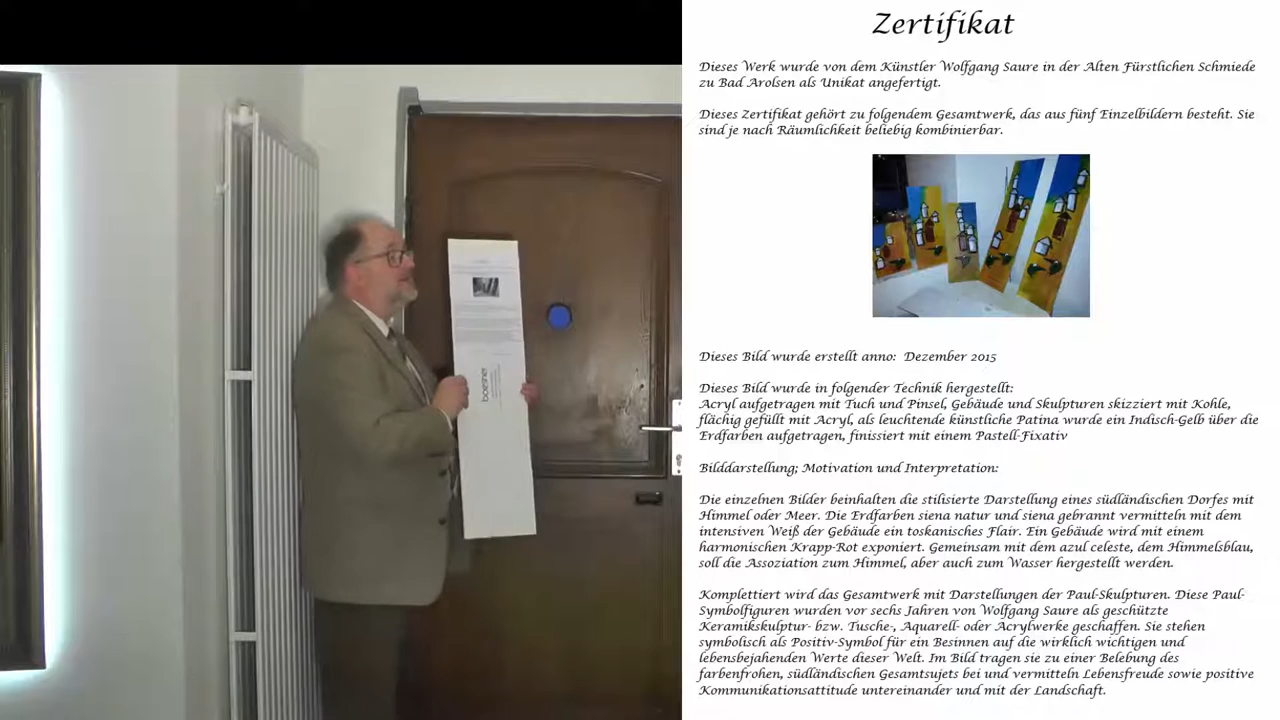 Zertifikat
Dieses Werk wurde von dem Künstler Wolfgang Saure in der Alten Fürstlichen Schmiede
zu Bad Arolsen als Unikat angefertigt.
Dieses Zertifikat gehört zu folgendem Gesamtwerk, das aus fünf Einzelbildern besteht. Sie
sind je nach Räumlichkeit beliebig kombinierbar.
Dieses Bild wurde erstellt anno: Dezember 2015
Dieses Bild wurde in folgender Technik hergestellt:
Acryl aufgetragen mit Tuch und Pinsel, Gebäude und Skulpturen skizziert mit Kohle,
flächig gefüllt mit Acryl, als leuchtende künstliche Patina wurde ein Indisch-Gelb über die
Erdfarben aufgetragen, finissiert mit einem Pastell-Fixativ
Bilddarstellung; Motivation und Interpretation:
Die einzelnen Bilder beinhalten die stilisierte Darstellung eines südländischen Dorfes mit
Himmel oder Meer. Die Erdfarben siena natur und siena gebrannt vermitteln mit dem
intensiven Weiß der Gebäude ein toskanisches Flair. Ein Gebäude wird mit einem
harmonischen Krapp-Rot exponiert. Gemeinsam mit dem azul celeste, dem Himmelsblau,
soll die Assoziation zum Himmel, aber auch zum Wasser hergestellt werden.
Komplettiert wird das Gesamtwerk mit Darstellungen der Paul-Skulpturen. Diese Paul-
Symbolfiguren wurden vor sechs Jahren von Wolfgang Saure als geschützte
Keramikskulptur- bzw. Tusche-, Aquarell- oder Acrylwerke geschaffen. Sie stehen
symbolisch als Positiv-Symbol für ein Besinnen auf die wirklich wichtigen und
lebensbejahenden Werte dieser Welt. Im Bild tragen sie zu einer Belebung des
farbenfrohen, südländischen Gesamtsujets bei und vermitteln Lebensfreude sowie positive
Kommunikationsattitude untereinander und mit der Landschaft.
boesner